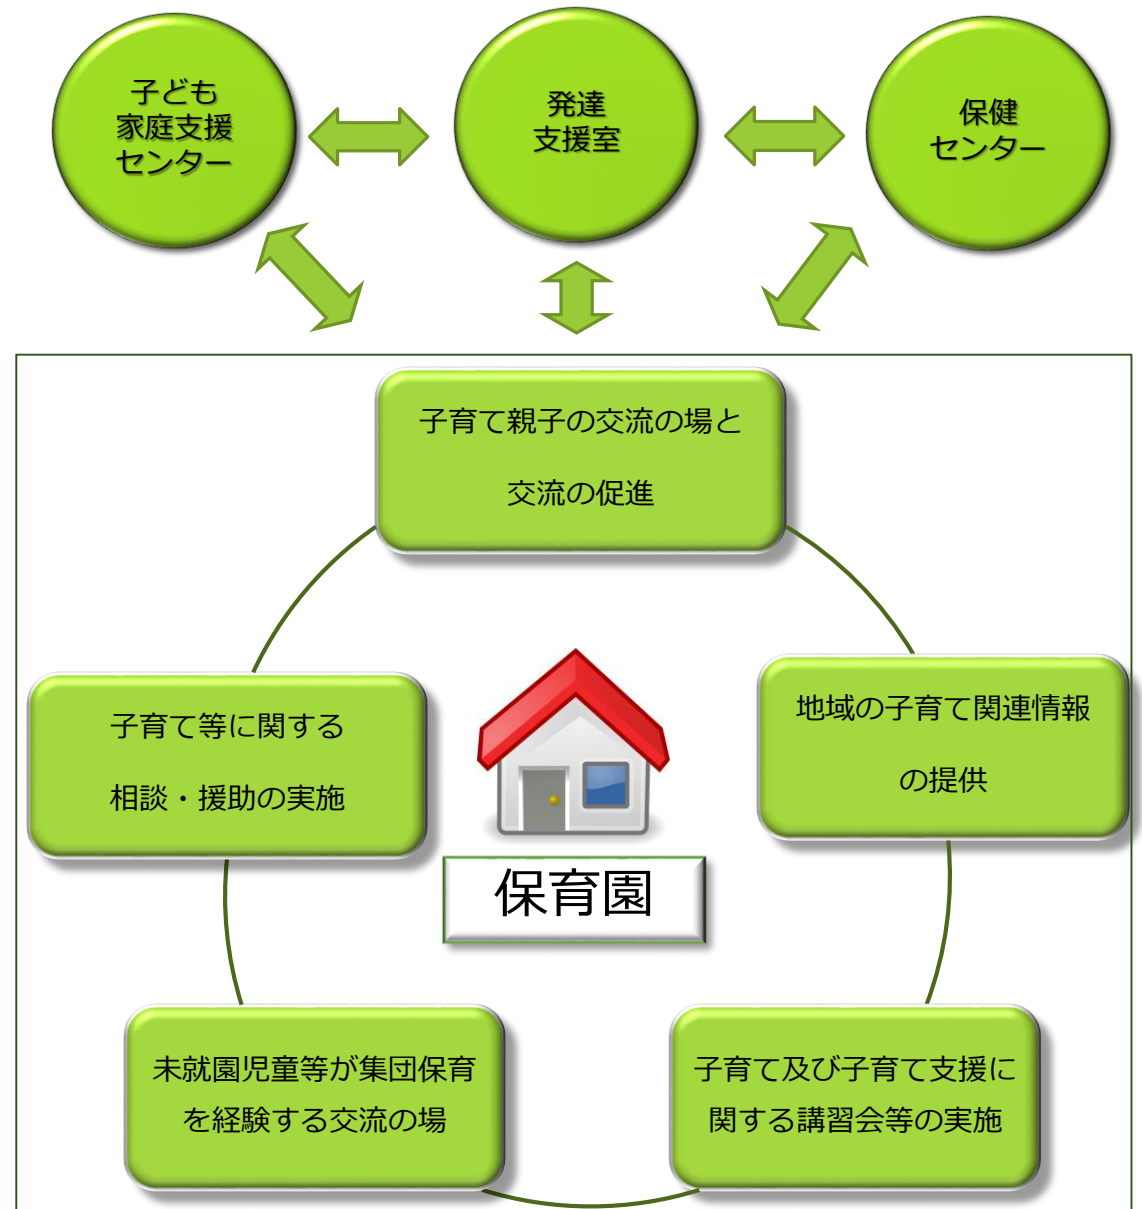 子ども
家庭支援
センター
発達
支援室
保健
センター
子育て親子の交流の場と
交流の促進
子育て等に関する
相談・援助の実施
地域の子育て関連情報
の提供
保育園
未就園児童等が集団保育
を経験する交流の場
子育て及び子育て支援に
関する講習会等の実施